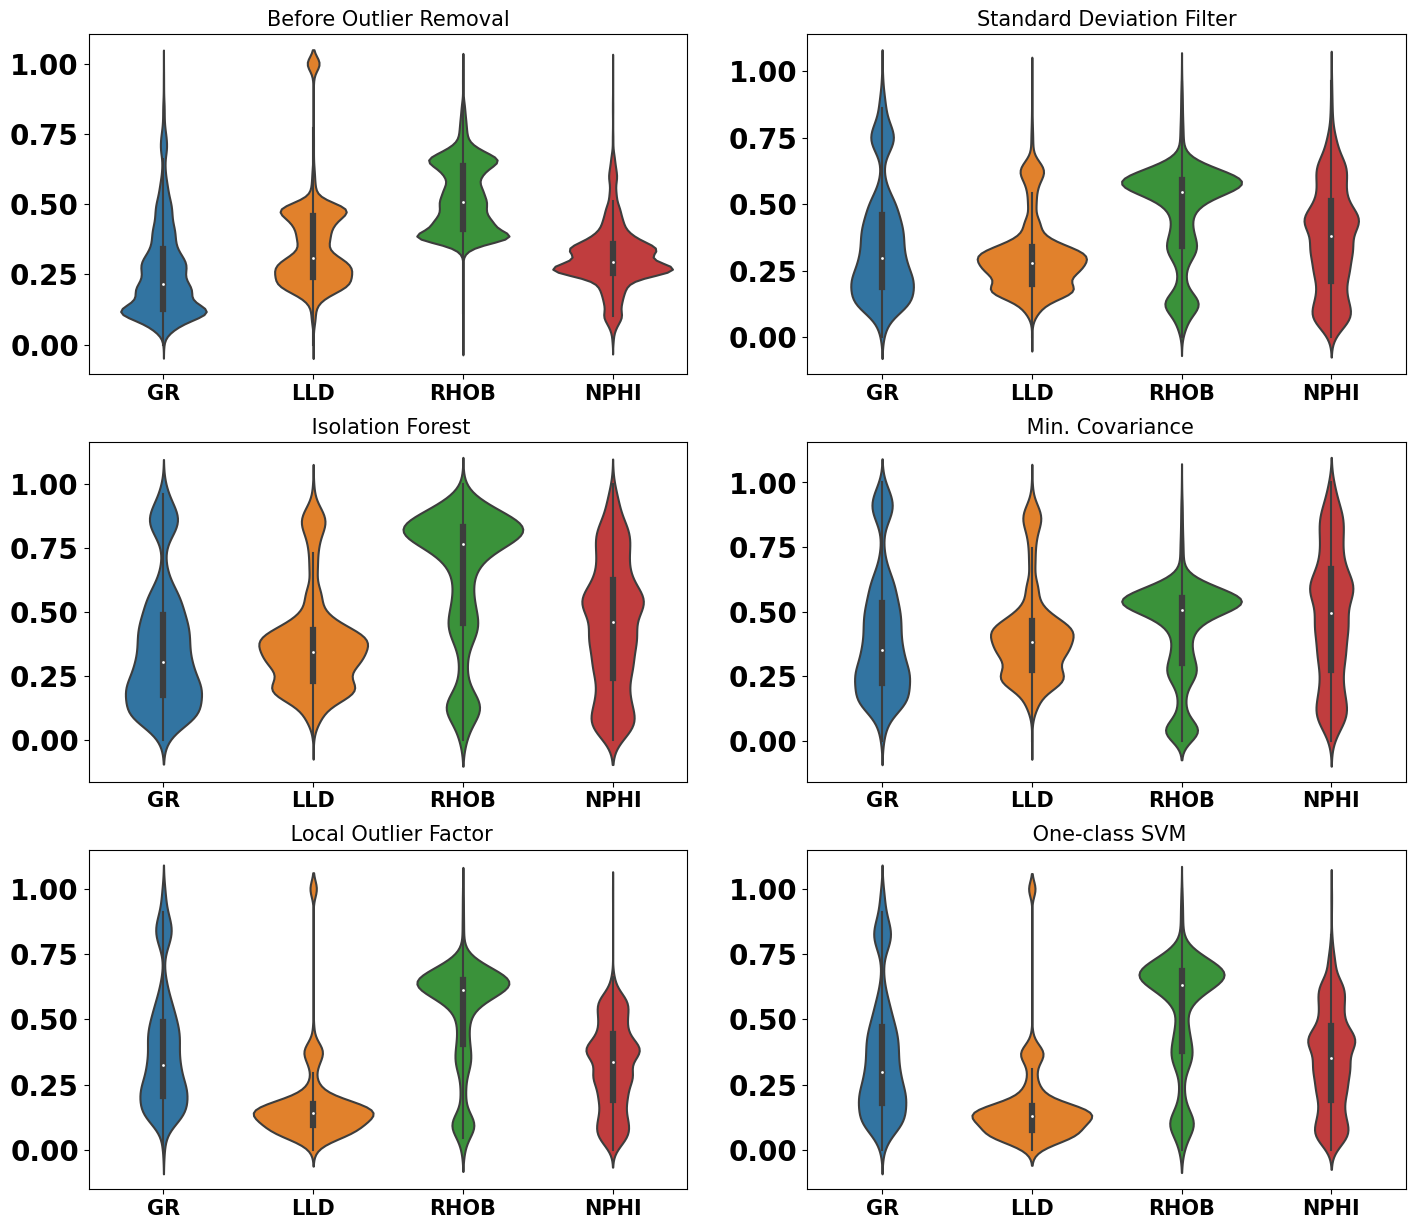 Before Outlier Removal
1.00
0.75
0.50
0.25
0.00
GR LLD RHOB NPHI
Standard Deviation Filter
1.00
0.75
0.50
0.25
0.00
GR LLD RHOB NPHI
Isolation Forest
1.00
0.75
0.50
0.25
0.00
GR LLD RHOB NPHI
Min. Covariance
1.00
0.75
0.50
0.25
0.00
GR LLD RHOB NPHI
Local Outlier Factor
1.00
0.75
0.50
0.25
0.00
GR LLD RHOB NPHI
One-class SVM
1.00
0.75
0.50
0.25
0.00
GR LLD RHOB NPHI